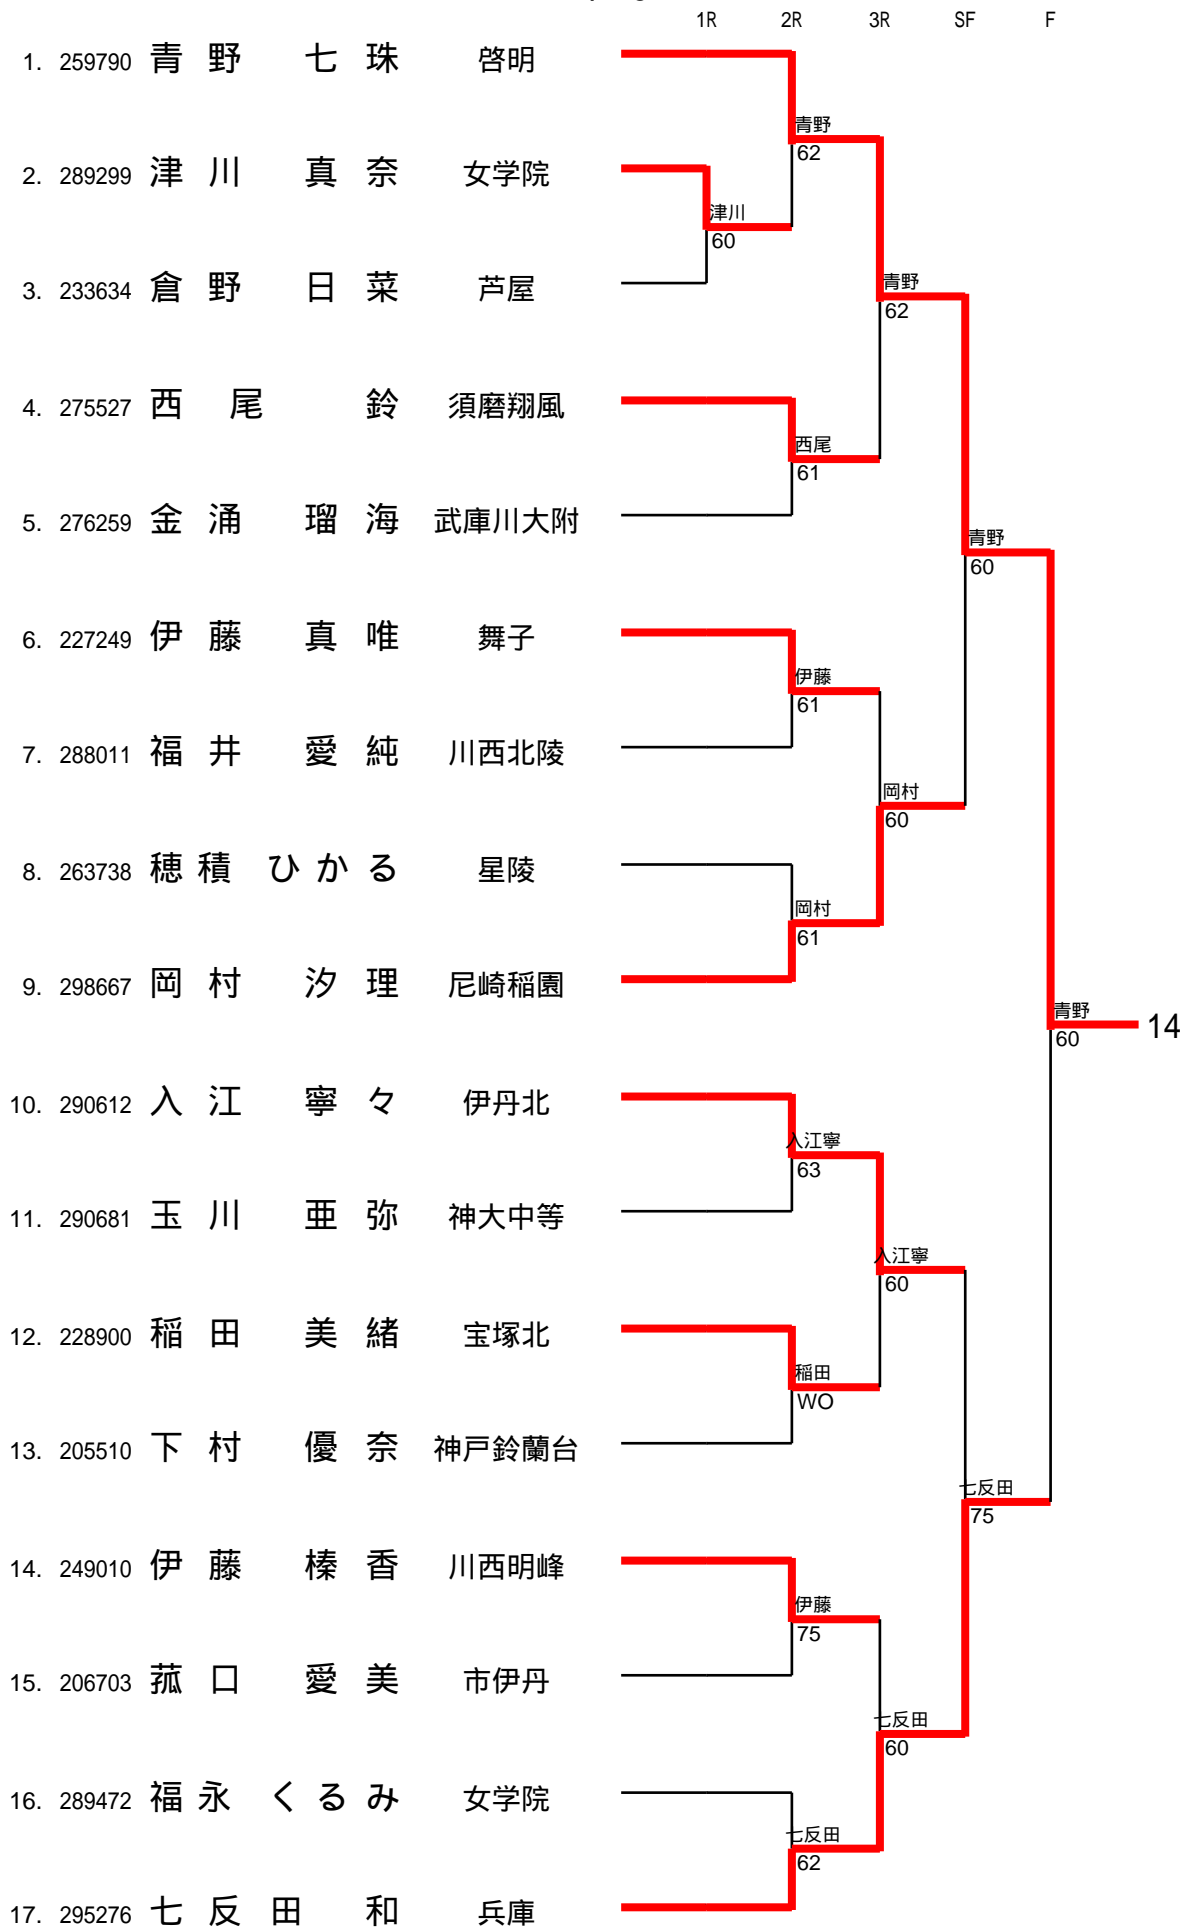 1R 2R 3R SF F
1. 259790 青野 七珠 啓明
青野
62
2. 289299 津川 真奈 女学院
津川
60
3. 233634 倉野 日菜 芦屋
青野
62
4. 275527 西尾 鈴 須磨翔風
西尾
61
5. 276259 金涌 瑠海 武庫川大附
青野
60
6. 227249 伊藤 真唯 舞子
伊藤
61
7. 288011 福井 愛純 川西北陵
岡村
60
8. 263738 穂積 ひかる 星陵
岡村
61
9. 298667 岡村 汐理 尼崎稲園
青野
60
14
10. 290612 入江 寧々 伊丹北
入江寧
63
11. 290681 玉川 亜弥 神大中等
入江寧
60
12. 228900 稲田 美緒 宝塚北
稲田
WO
13. 205510 下村 優奈 神戸鈴蘭台
七反田
75
14. 249010 伊藤 榛香 川西明峰
伊藤
75
15. 206703 菰口 愛美 市伊丹
七反田
60
16. 289472 福永 くるみ 女学院
七反田
62
17. 295276 七反田 和 兵庫